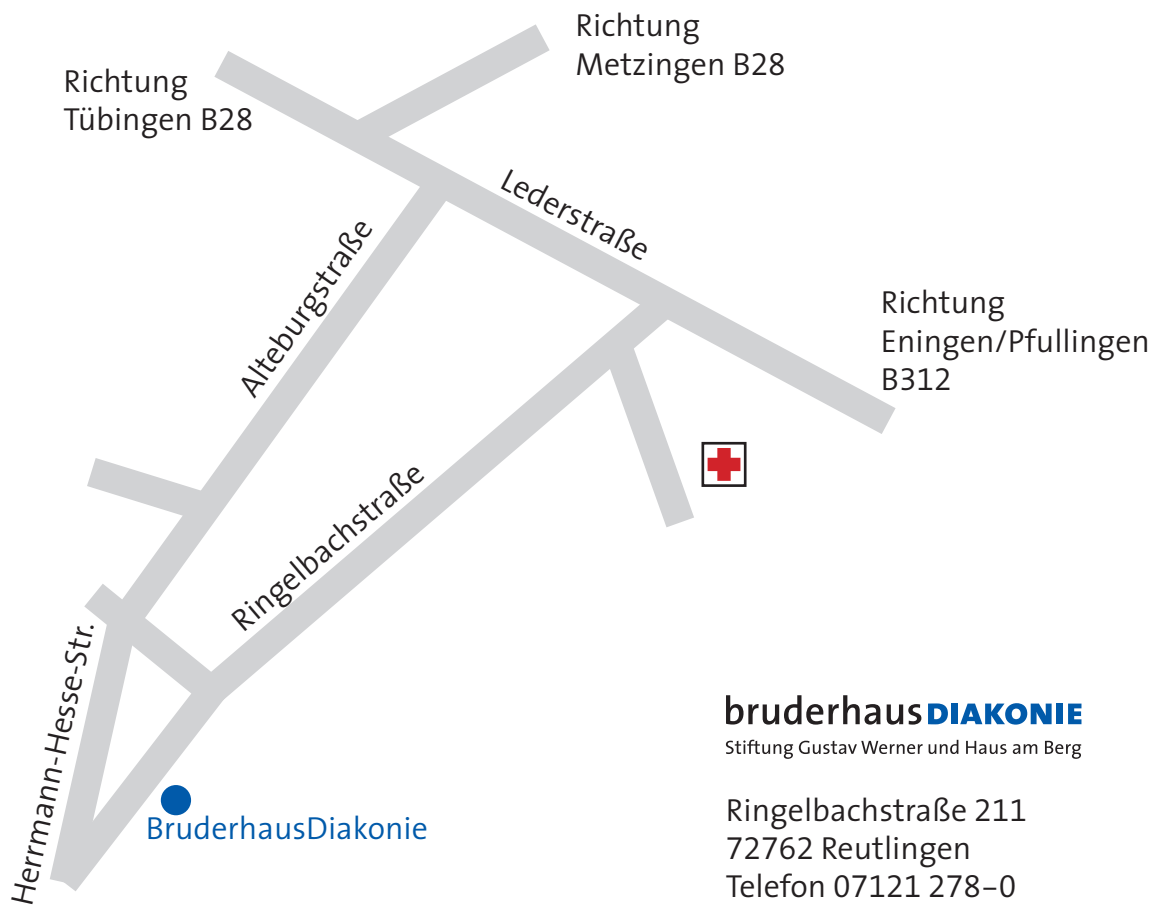 Richtung
Metzingen B28
Richtung
Tübingen B28
Lederstraße
Alteburgstraße
Richtung
Eningen/Pfullingen
B312
Ringelbachstraße
Herrmann-Hesse-Str.
BruderhausDiakonie
bruderhausDIAKONIE
Stiftung Gustav Werner und Haus am Berg
Ringelbachstraße 211
72762 Reutlingen
Telefon 07121 278–0